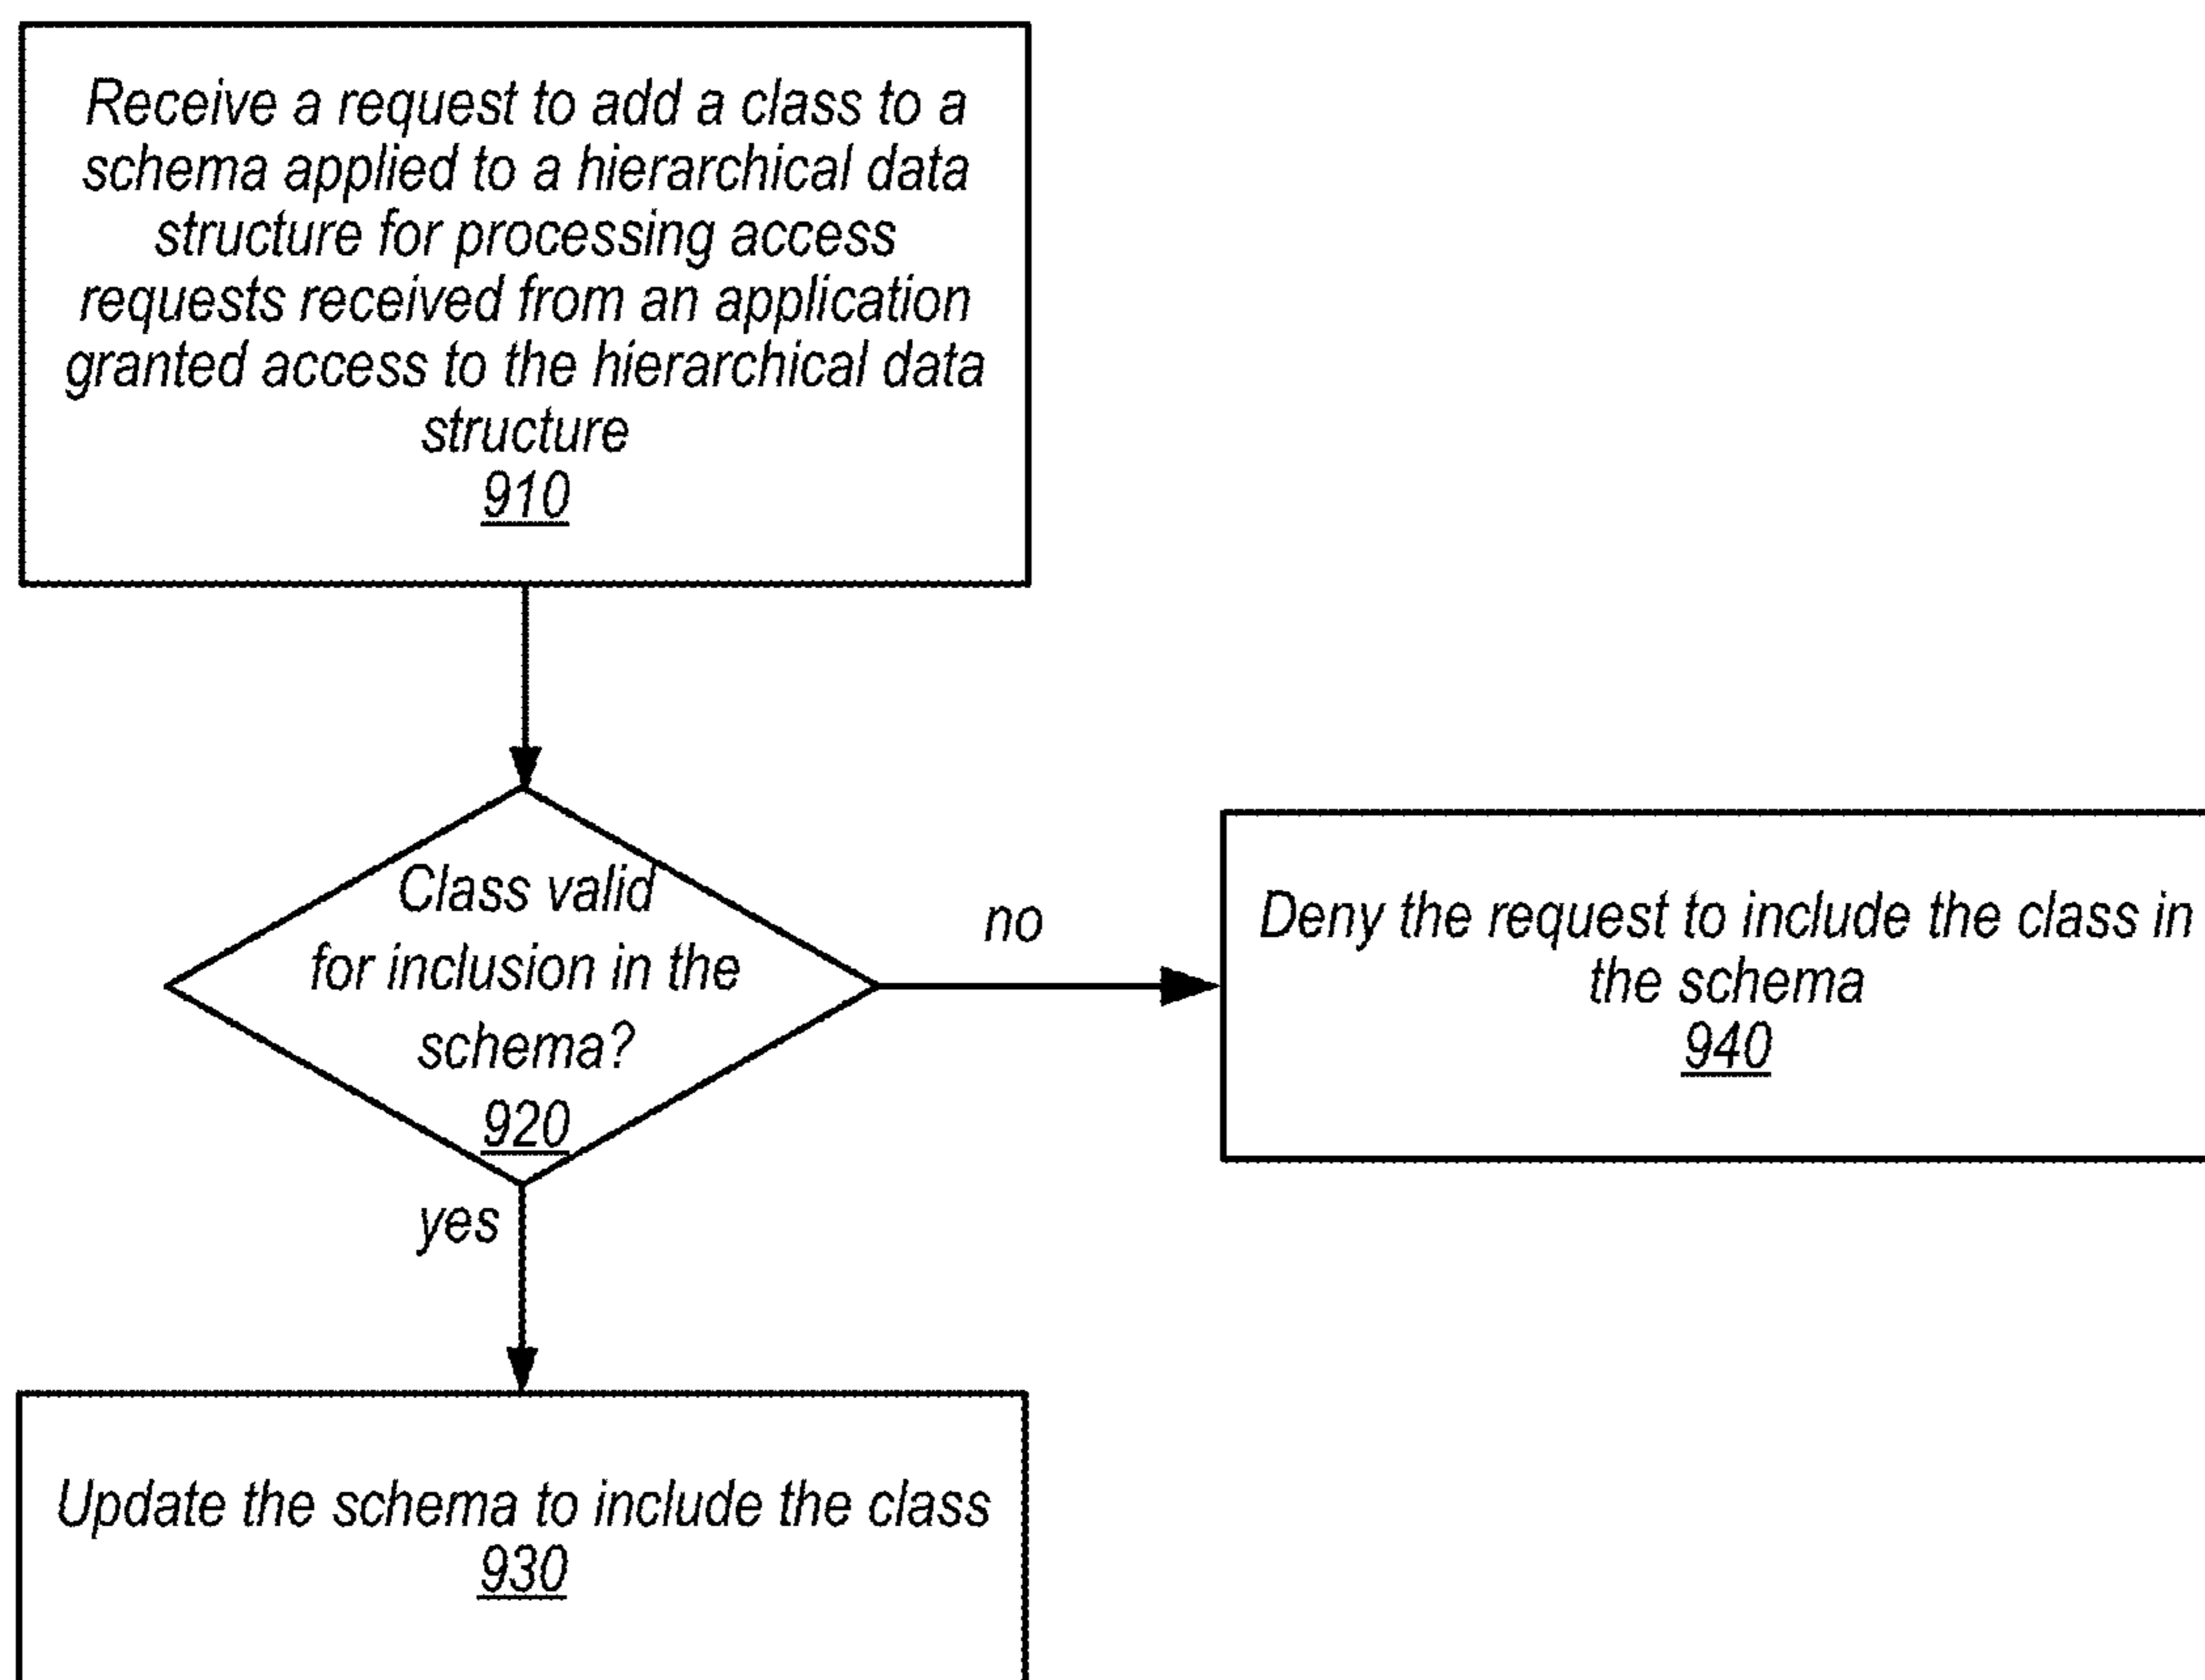 Receive a request to add a class to a
schema applied to a hierarchical data
structure for processing access
requests received from an application
granted access to the hierarchical data
structure
910
Class valid
for inclusion in the
schema?
920
no
Deny the request to include the class in
the schema
940
yes
Update the schema to include the class
930